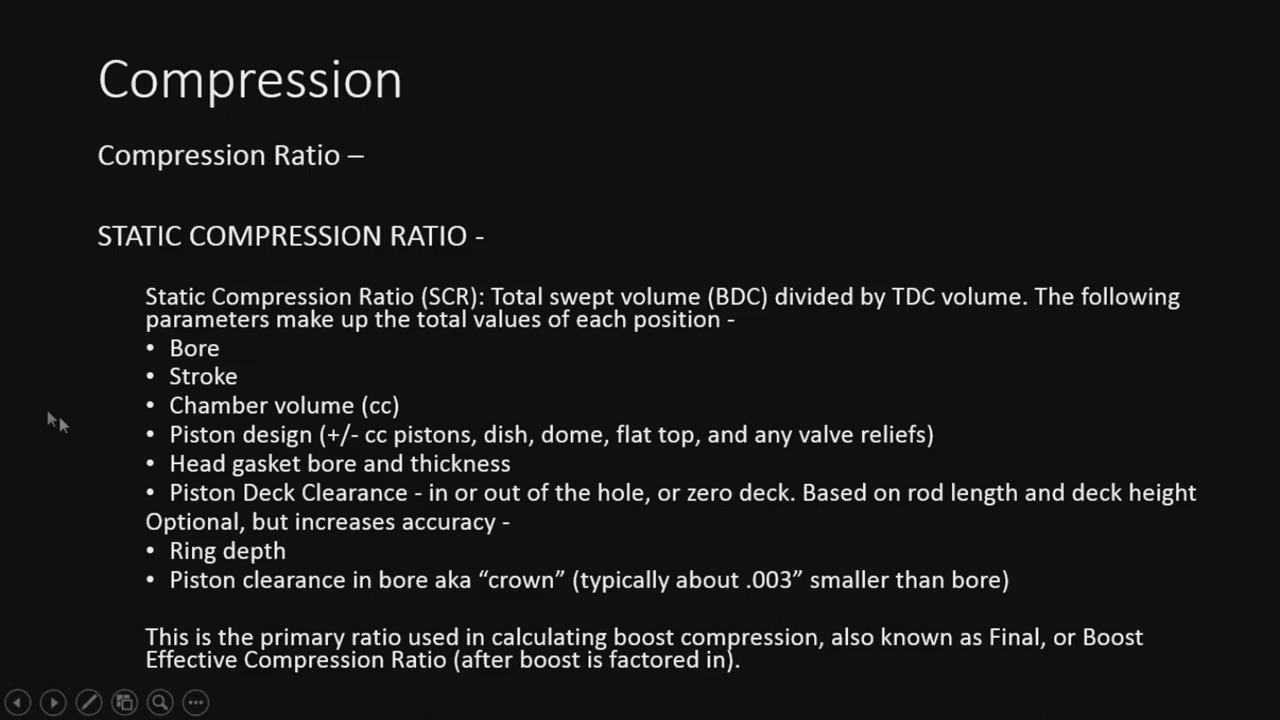 Compression
Compression Ratio –
STATIC COMPRESSION RATIO -
Static Compression Ratio (SCR): Total swept volume (BDC) divided by TDC volume. The following
parameters make up the total values of each position -
• Bore
• Stroke
• Chamber volume (cc)
• Piston design (+/- cc pistons, dish, dome, flat top, and any valve reliefs)
• Head gasket bore and thickness
• Piston Deck Clearance - in or out of the hole, or zero deck. Based on rod length and deck height
Optional, but increases accuracy -
• Ring depth
• Piston clearance in bore aka “crown” (typically about .003” smaller than bore)
This is the primary ratio used in calculating boost compression, also known as Final, or Boost
Effective Compression Ratio (after boost is factored in).